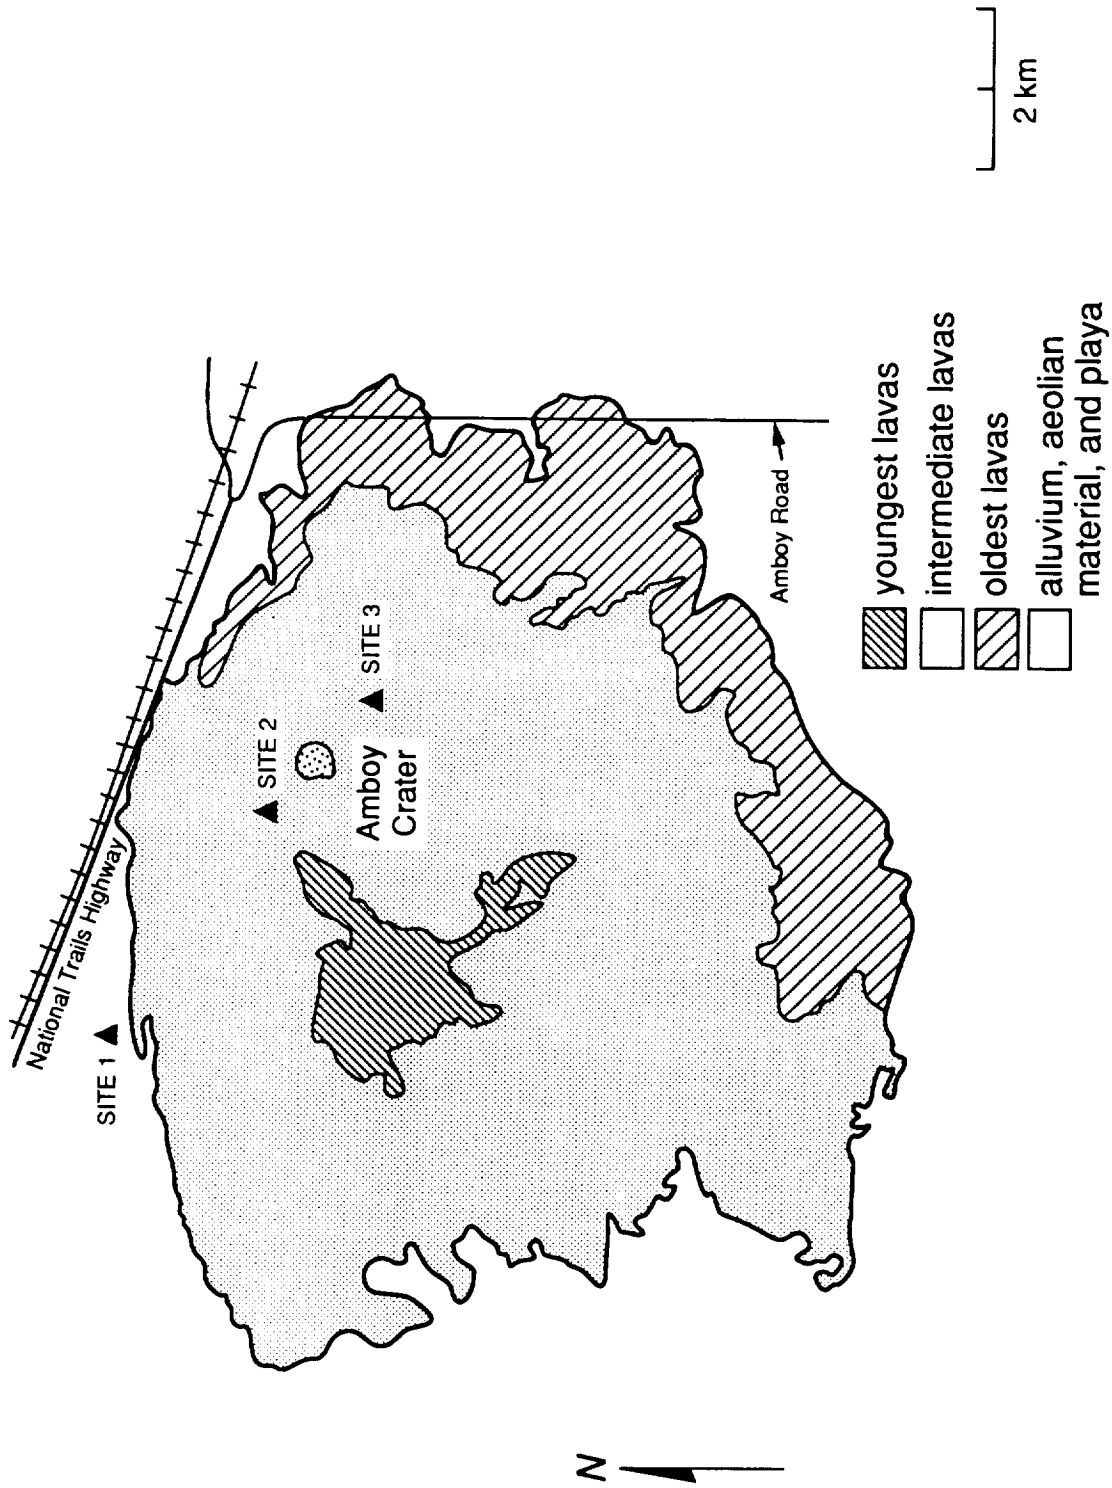 National Trails Highway
SITE 1
SITE 2
SITE 3
Amboy
Crater
Amboy Road
N
youngest lavas
intermediate lavas
oldest lavas
alluvium, aeolian
material, and playa
2 km